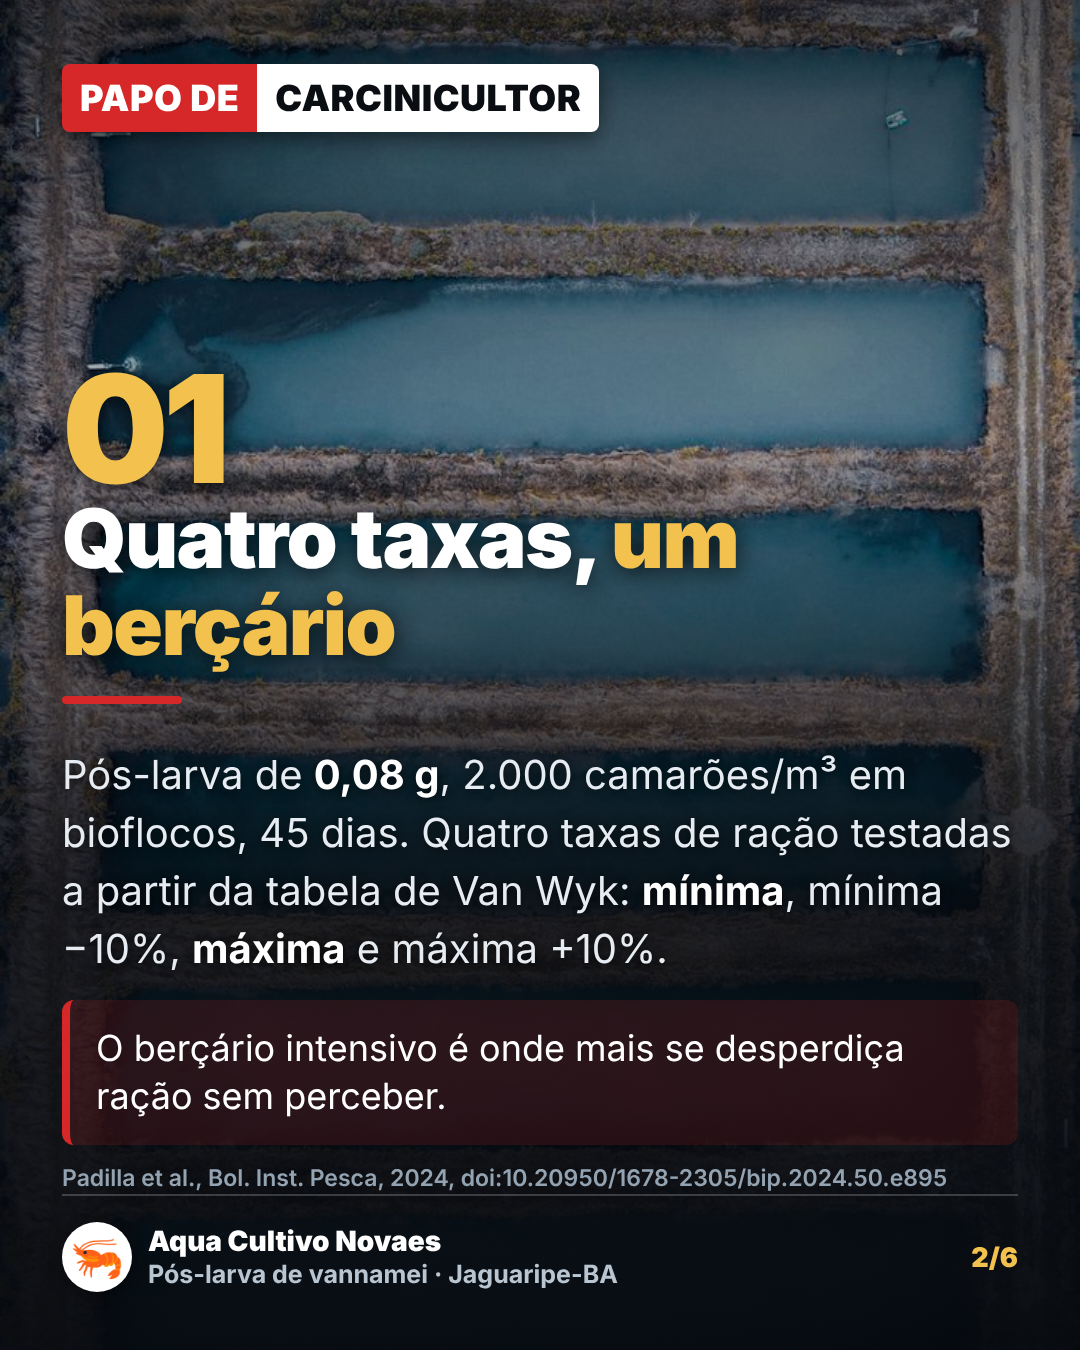 PAPO DE CARCINICULTOR
01
Quatro taxas, um
berçário
Pós-larva de 0,08 g, 2.000 camarões/m³ em
bioflocos, 45 dias. Quatro taxas de ração testadas
a partir da tabela de Van Wyk: mínima, mínima
−10%, máxima e máxima +10%.
O berçário intensivo é onde mais se desperdiça
ração sem perceber.
Padilla et al., Bol. Inst. Pesca, 2024, doi:10.20950/1678-2305/bip.2024.50.e895
Aqua Cultivo Novaes
Pós-larva de vannamei · Jaguaripe-BA
2/6